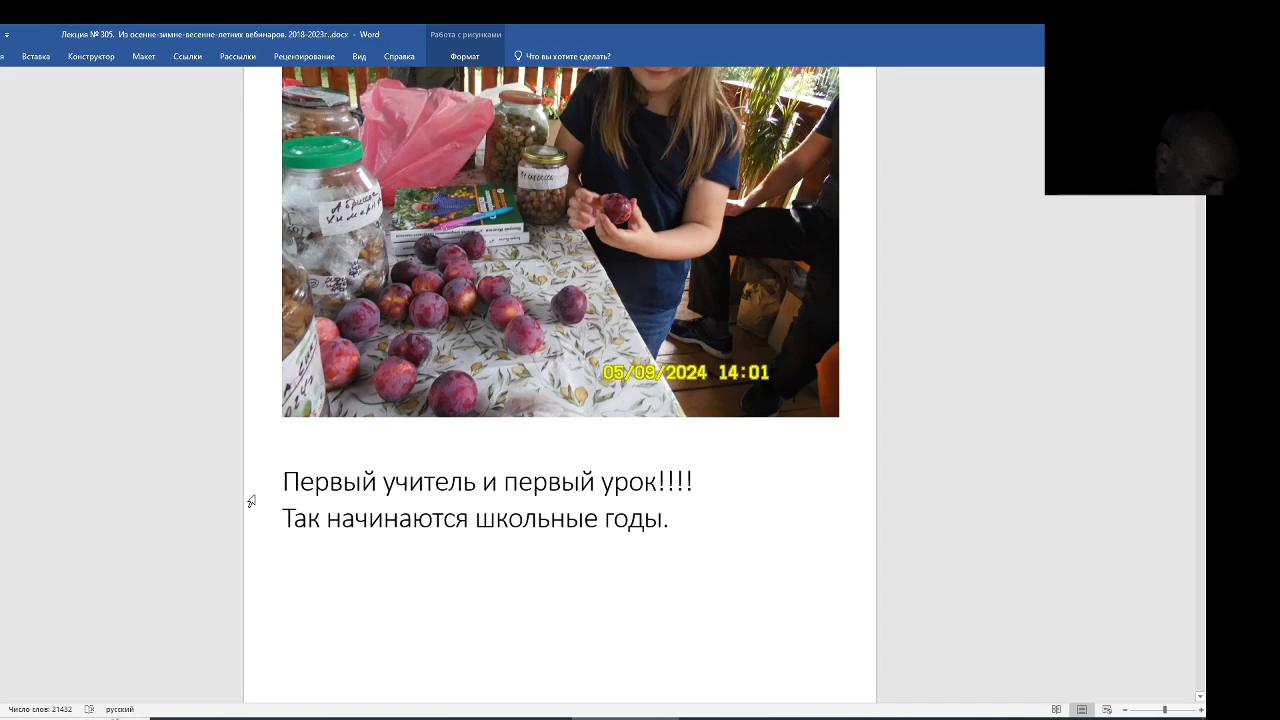 Лекция № 305. Из осенне-зимне-весенне-летних вебинаров. 2018-2023г..docx - Word
Работа с рисунками
я Вставка Конструктор Макет Ссылки Рассылки Рецензирование Вид Справка Формат Что вы хотите сделать?
05/09/2024 14:01
Первый учитель и первый урок!!!!
Так начинаются школьные годы.
Число слов: 21432 русский